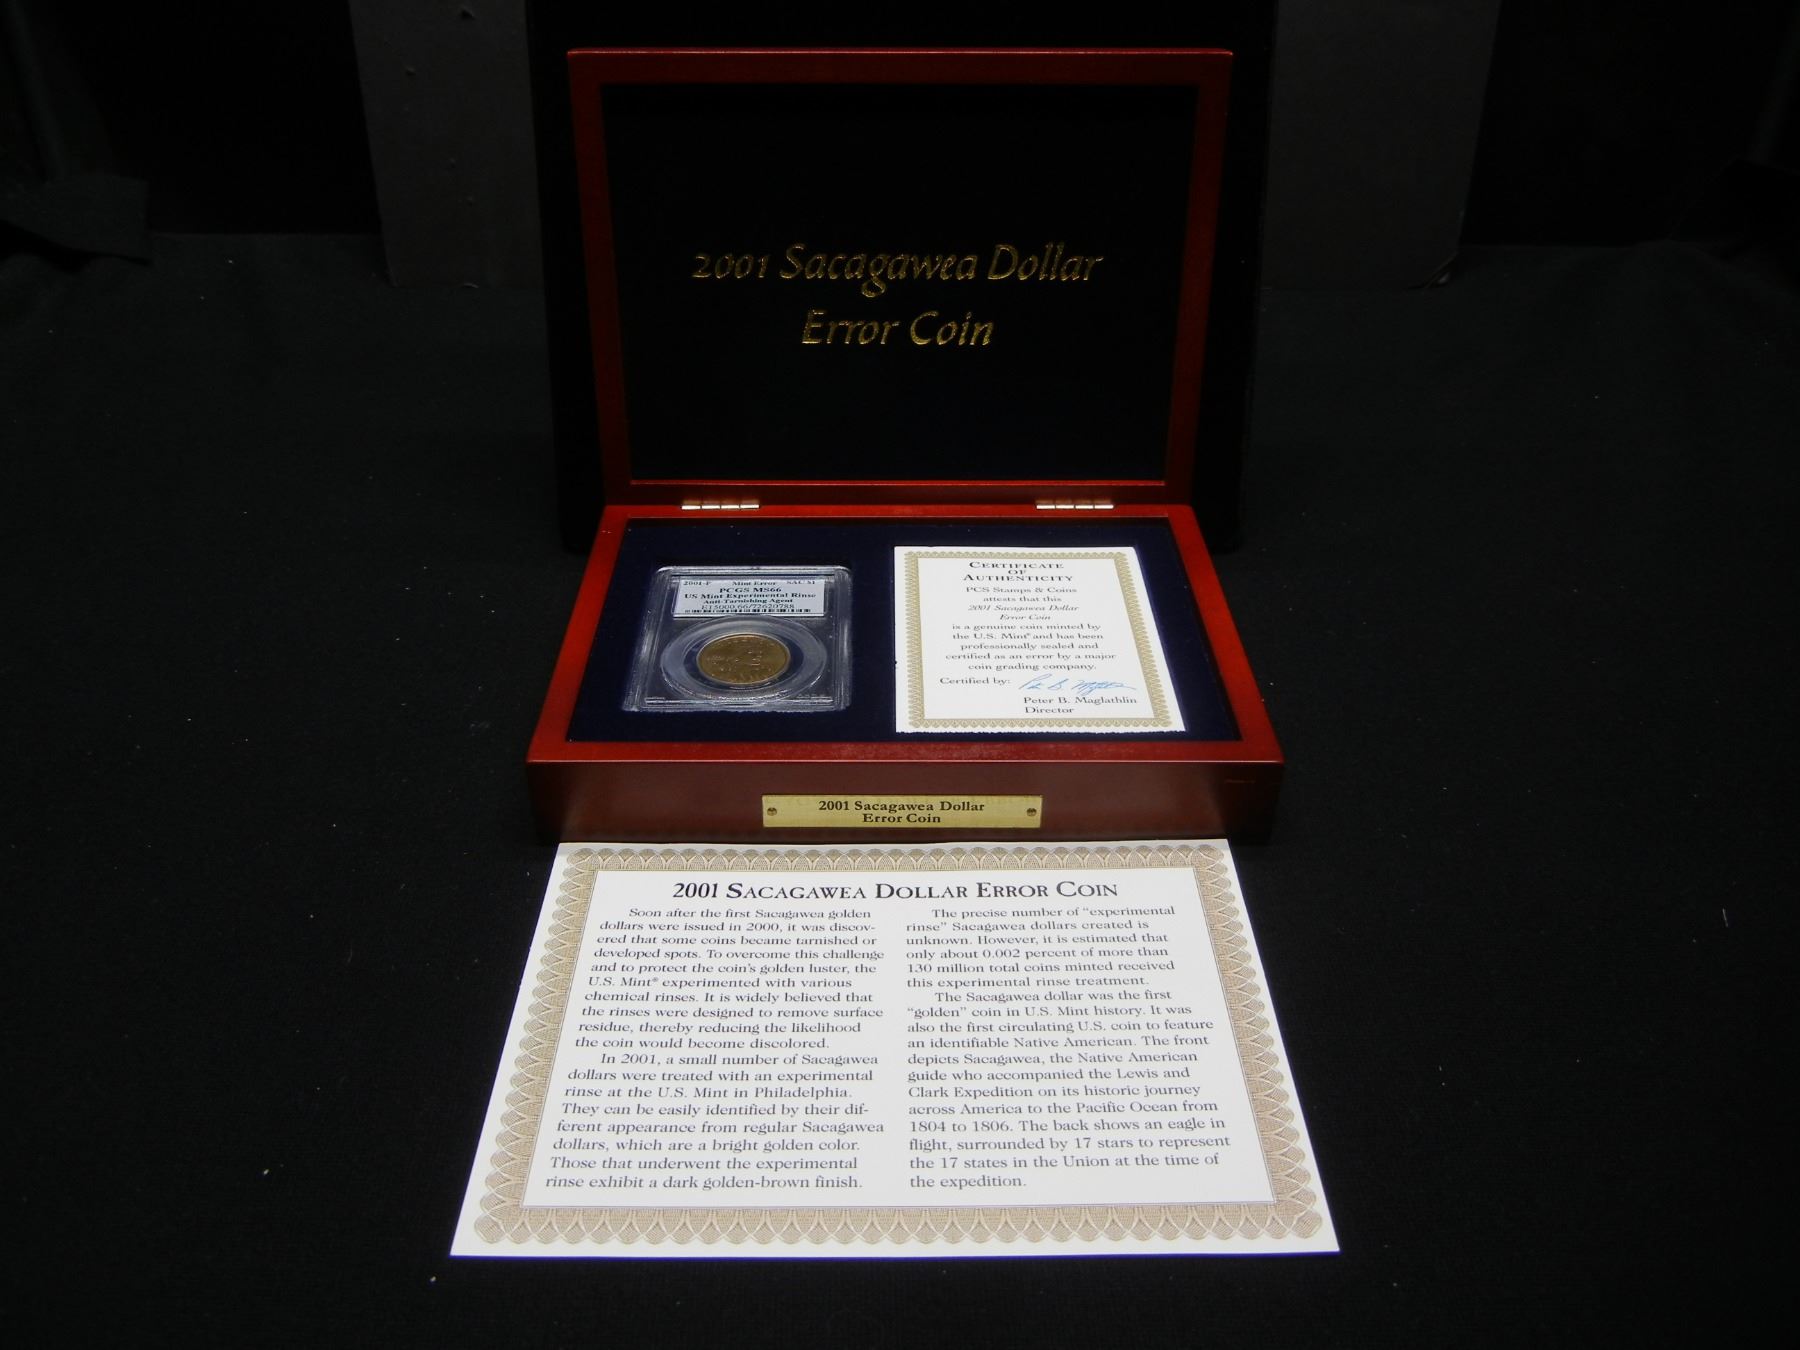 2001 Sacagawea Dollar
Error Coin
2001-P Mint Error SAC $1
PCGS MS66
US Mint Experimental Rinse
Anti-Tarnishing Agent
E15000.66/72620788
CERTIFICATE
OF
AUTHENTICITY
PCS Stamps & Coins
attests that this
2001 Sacagawea Dollar
Error Coin
is a genuine coin minted by
the U.S. Mint® and has been
professionally sealed and
certified as an error by a major
coin grading company.
Certified by:
Peter B. Maglathlin
Director
2001 Sacagawea Dollar
Error Coin
2001 SACAGAWEA DOLLAR ERROR COIN
Soon after the first Sacagawea golden
dollars were issued in 2000, it was discov-
ered that some coins became tarnished or
developed spots. To overcome this challenge
and to protect the coin's golden luster, the
U.S. Mint® experimented with various
chemical rinses. It is widely believed that
the rinses were designed to remove surface
residue, thereby reducing the likelihood
the coin would become discolored.
In 2001, a small number of Sacagawea
dollars were treated with an experimental
rinse at the U.S. Mint in Philadelphia.
They can be easily identified by their dif-
ferent appearance from regular Sacagawea
dollars, which are a bright golden color.
Those that underwent the experimental
rinse exhibit a dark golden-brown finish.
The precise number of "experimental
rinse" Sacagawea dollars created is
unknown. However, it is estimated that
only about 0.002 percent of more than
130 million total coins minted received
this experimental rinse treatment.
The Sacagawea dollar was the first
"golden" coin in U.S. Mint history. It was
also the first circulating U.S. coin to feature
an identifiable Native American. The front
depicts Sacagawea, the Native American
guide who accompanied the Lewis and
Clark Expedition on its historic journey
across America to the Pacific Ocean from
1804 to 1806. The back shows an eagle in
flight, surrounded by 17 stars to represent
the 17 states in the Union at the time of
the expedition.